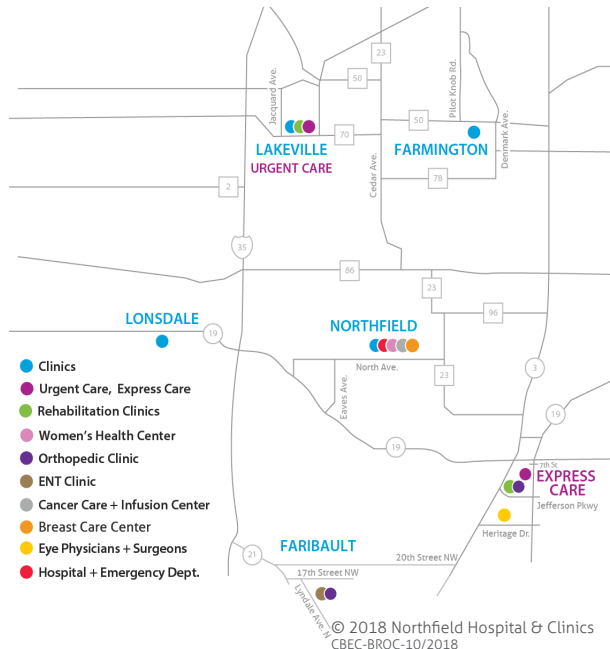 23
50
Jacquard Ave.
Pilot Knob Rd.
50
70
LAKEVILLE
URGENT CARE
FARMINGTON
Denmark Ave.
Cedar Ave.
78
2
35
86
23
96
LONSDALE
19
NORTHFIELD
North Ave.
23
3
Eaves Ave.
19
19
Clinics
Urgent Care, Express Care
Rehabilitation Clinics
Women's Health Center
Orthopedic Clinic
ENT Clinic
Cancer Care + Infusion Center
Breast Care Center
Eye Physicians + Surgeons
Hospital + Emergency Dept.
7th St.
EXPRESS
CARE
Jefferson Pkwy
Heritage Dr.
FARIBAULT
21
20th Street NW
17th Street NW
Lyndale Ave. N
© 2018 Northfield Hospital & Clinics
CBEC-BROC-10/2018